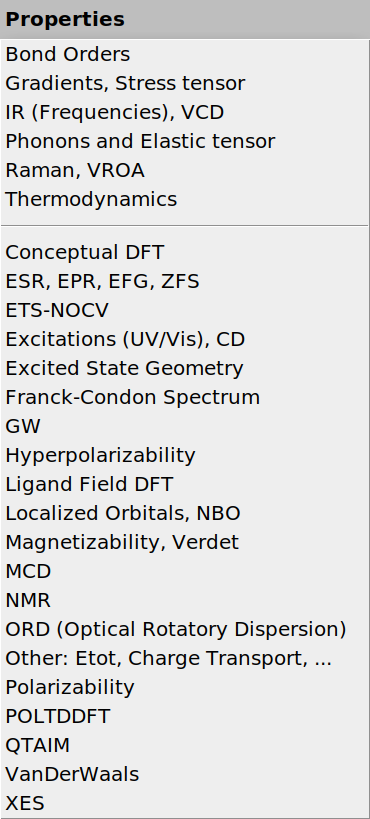 Properties
Bond Orders
Gradients, Stress tensor
IR (Frequencies), VCD
Phonons and Elastic tensor
Raman, VROA
Thermodynamics
Conceptual DFT
ESR, EPR, EFG, ZFS
ETS-NOCV
Excitations (UV/Vis), CD
Excited State Geometry
Franck-Condon Spectrum
GW
Hyperpolarizability
Ligand Field DFT
Localized Orbitals, NBO
Magnetizability, Verdet
MCD
NMR
ORD (Optical Rotatory Dispersion)
Other: Etot, Charge Transport, ...
Polarizability
POLTDDFT
QTAIM
VanDerWaals
XES